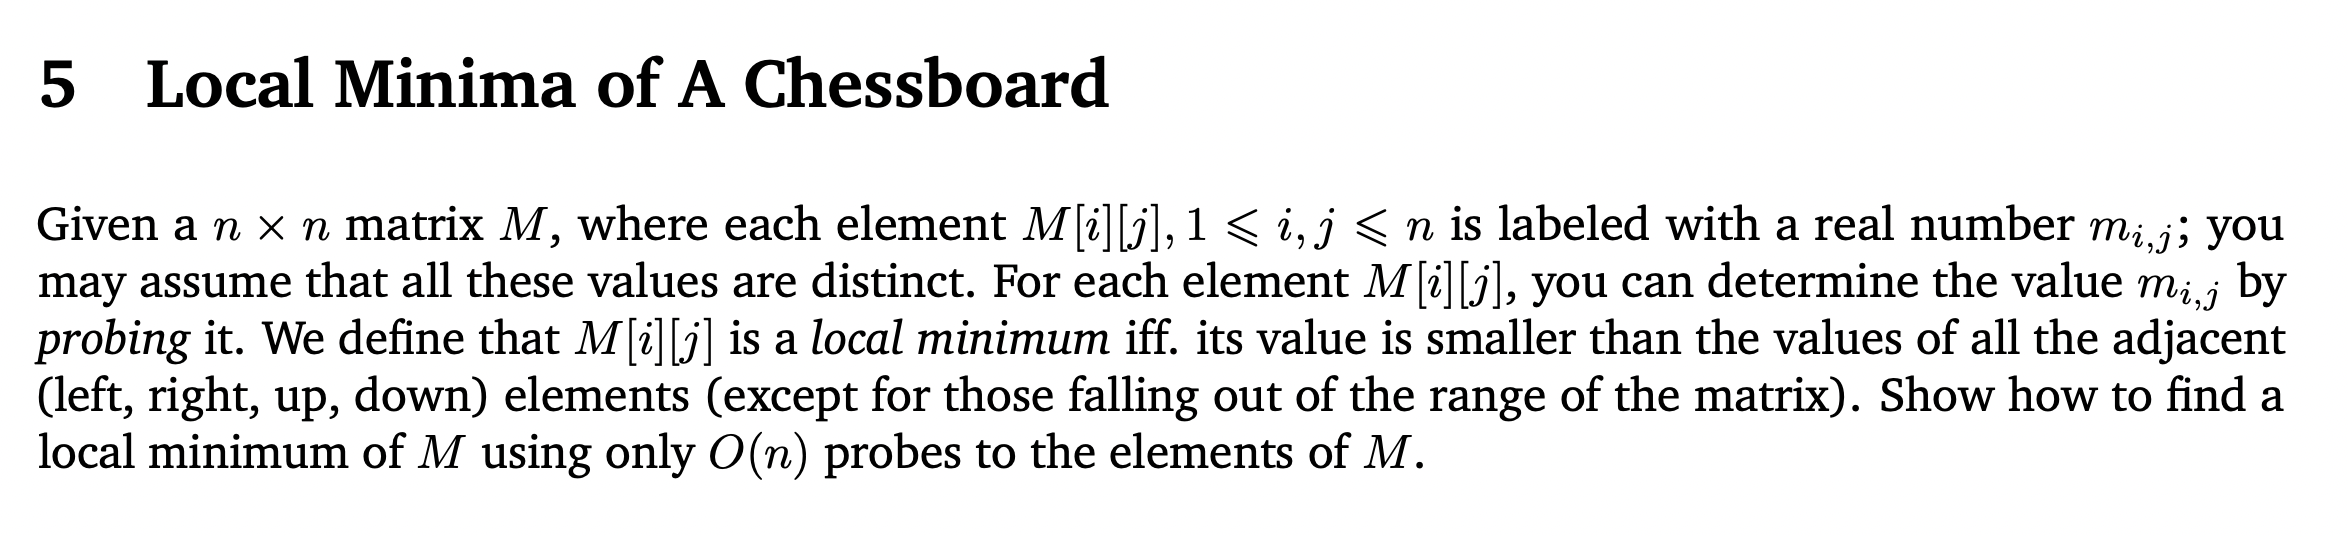 5 Local Minima of A Chessboard
Given a n × n matrix M, where each element M[i][j], 1 ⩽ i, j ⩽ n is labeled with a real number m_{i,j}; you
may assume that all these values are distinct. For each element M[i][j], you can determine the value m_{i,j} by
probing it. We define that M[i][j] is a local minimum iff. its value is smaller than the values of all the adjacent
(left, right, up, down) elements (except for those falling out of the range of the matrix). Show how to find a
local minimum of M using only O(n) probes to the elements of M.